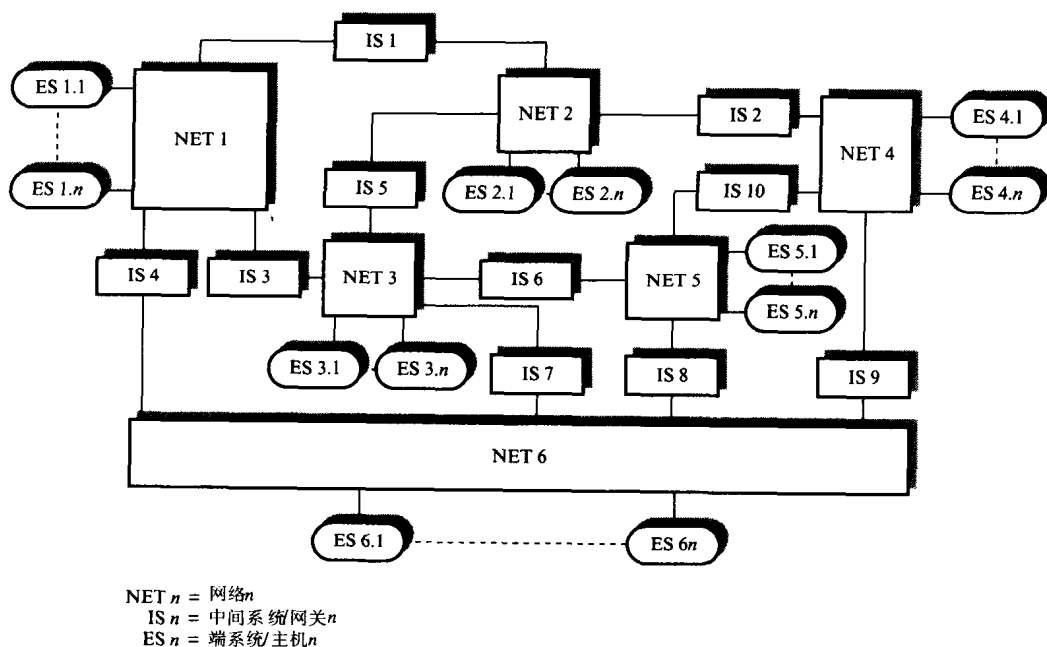 IS 1
ES 1.1
NET 1
NET 2
IS 2
ES 4.1
NET 4
ES 1.n
IS 5
ES 2.1
ES 2.n
IS 10
ES 4.n
IS 4
IS 3
NET 3
IS 6
NET 5
ES 5.1
ES 5.n
ES 3.1
ES 3.n
IS 7
IS 8
IS 9
NET 6
ES 6.1
ES 6n
NET n = 网络n
IS n = 中间系统/网关n
ES n = 端系统/主机n